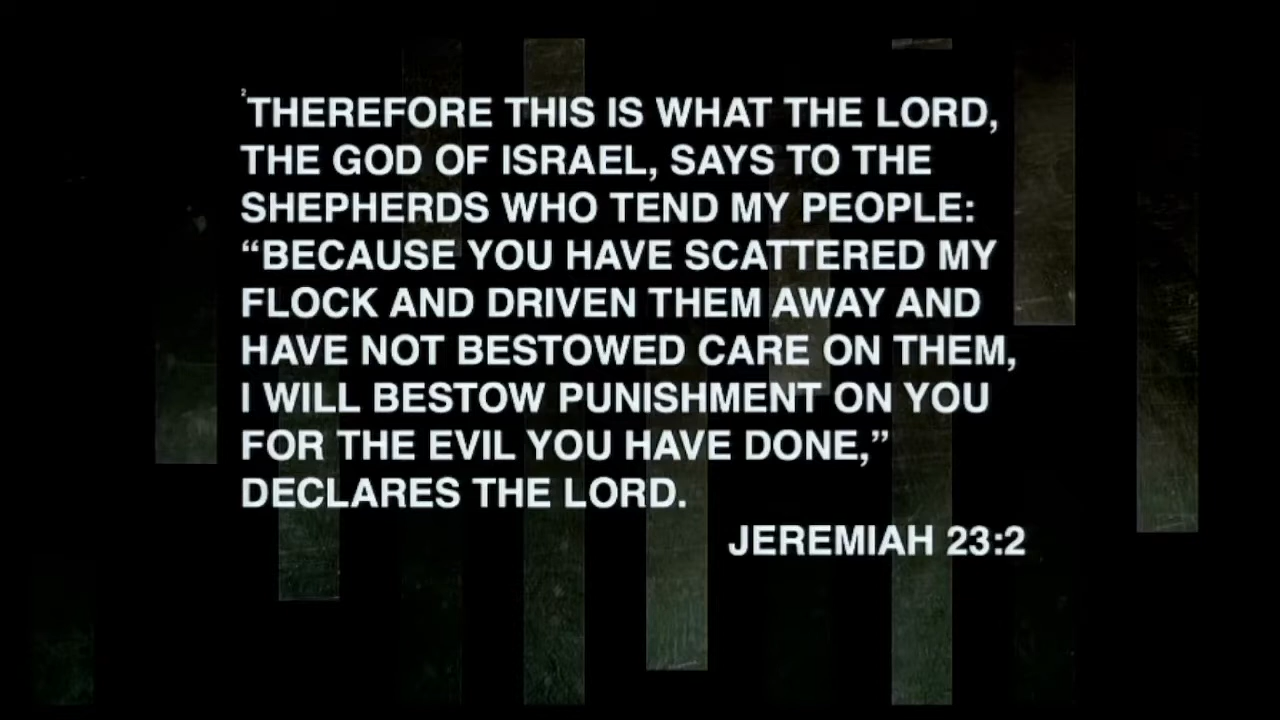 ²THEREFORE THIS IS WHAT THE LORD,
THE GOD OF ISRAEL, SAYS TO THE
SHEPHERDS WHO TEND MY PEOPLE:
“BECAUSE YOU HAVE SCATTERED MY
FLOCK AND DRIVEN THEM AWAY AND
HAVE NOT BESTOWED CARE ON THEM,
I WILL BESTOW PUNISHMENT ON YOU
FOR THE EVIL YOU HAVE DONE,”
DECLARES THE LORD.
JEREMIAH 23:2